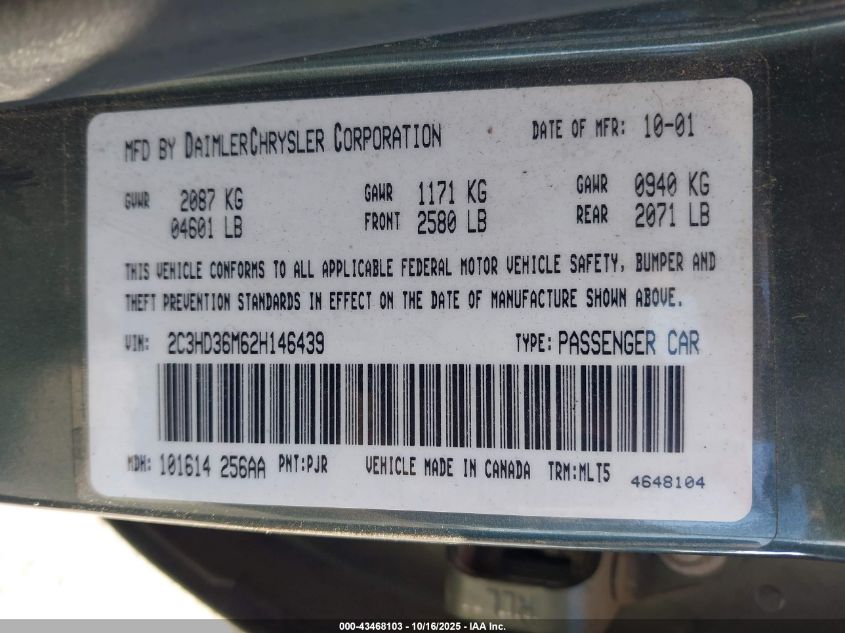 MFD BY DAIMLERCHRYSLER CORPORATION DATE OF MFR: 10-01
GVWR 2087 KG GAWR 1171 KG GAWR 0940 KG
04601 LB FRONT 2580 LB REAR 2071 LB
THIS VEHICLE CONFORMS TO ALL APPLICABLE FEDERAL MOTOR VEHICLE SAFETY, BUMPER AND
THEFT PREVENTION STANDARDS IN EFFECT ON THE DATE OF MANUFACTURE SHOWN ABOVE.
VIN: 2C3HD36M62H146439 TYPE: PASSENGER CAR
MDH: 101614 256AA PNT:PJR VEHICLE MADE IN CANADA TRM:MLT5 4648104
000-43468103 - 10/16/2025 - IAA Inc.